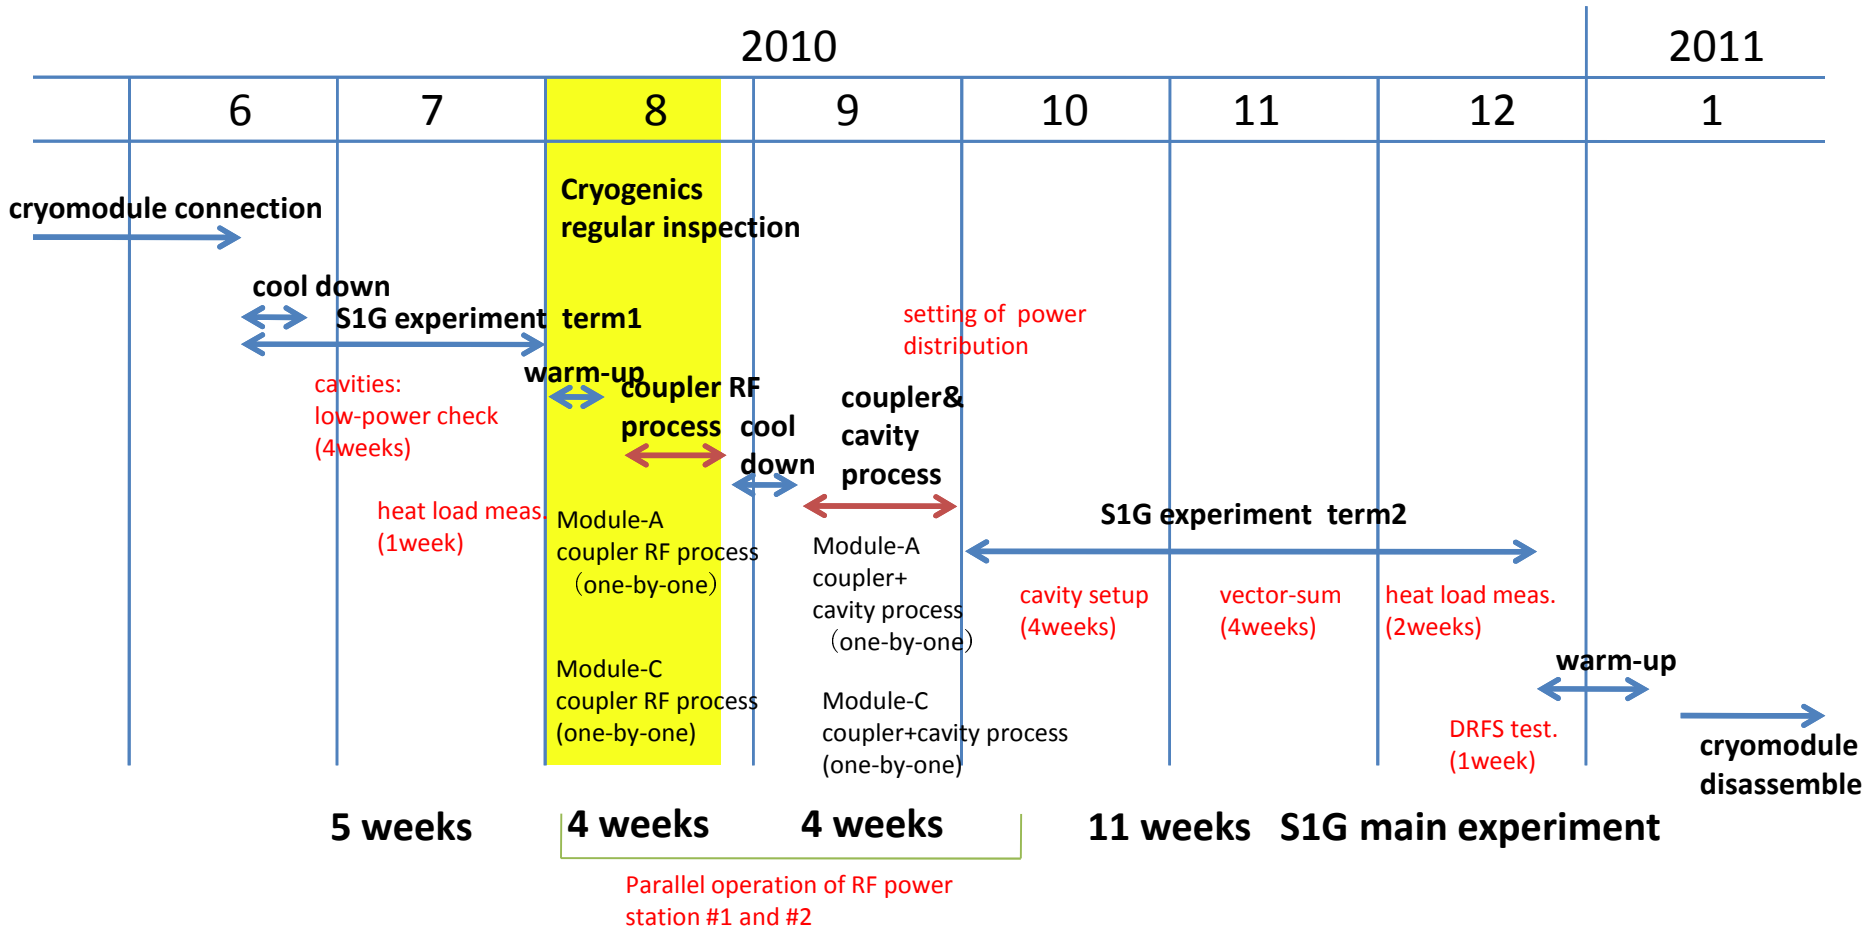 2010
2011
6
7
8
9
10
11
12
1
cryomodule connection
Cryogenics
regular inspection
cool down
S1G experiment term1
setting of power
distribution
warm-up
cavities:
low-power check
(4weeks)
coupler RF
process
cool
down
coupler&
cavity
process
heat load meas.
(1week)
Module-A
coupler RF process
（one-by-one）
Module-A
coupler+
cavity process
（one-by-one）
S1G experiment term2
cavity setup
(4weeks)
vector-sum
(4weeks)
heat load meas.
(2weeks)
Module-C
coupler RF process
(one-by-one)
Module-C
coupler+cavity process
(one-by-one)
warm-up
DRFS test.
(1week)
cryomodule
disassemble
5 weeks
4 weeks
4 weeks
11 weeks S1G main experiment
Parallel operation of RF power
station #1 and #2